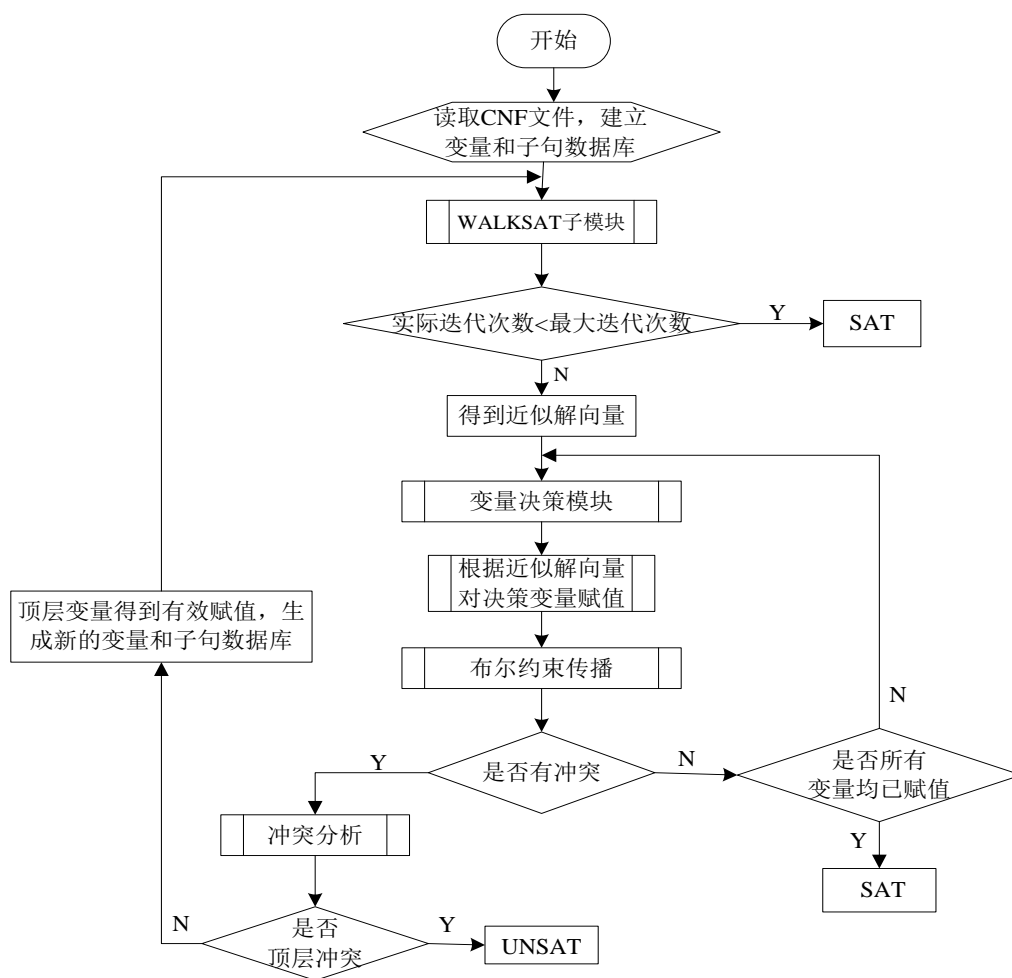 开始
读取CNF文件，建立
变量和子句数据库
WALKSAT子模块
实际迭代次数<最大迭代次数
Y
SAT
N
得到近似解向量
变量决策模块
根据近似解向量
对决策变量赋值
顶层变量得到有效赋值，生
成新的变量和子句数据库
布尔约束传播
N
是否有冲突
Y
N
是否所有
变量均已赋值
冲突分析
Y
SAT
是否
顶层冲突
N
Y
UNSAT